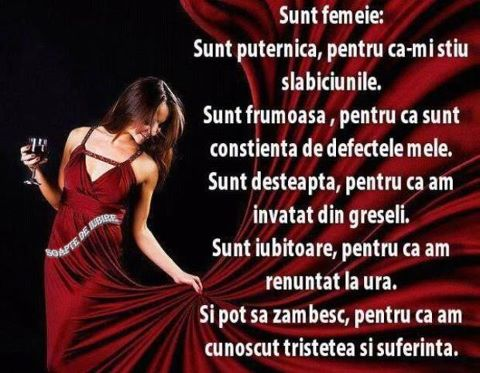 Sunt femeie:
Sunt puternica, pentru ca-mi stiu
slabiciunile.
Sunt frumoasa , pentru ca sunt
constienta de defectele mele.
Sunt desteapta, pentru ca am
invatat din greseli.
Sunt iubitoare, pentru ca am
renuntat la ura.
Si pot sa zambesc, pentru ca am
cunoscut tristetea si suferinta.
SOAPTE DE IUBIRE...